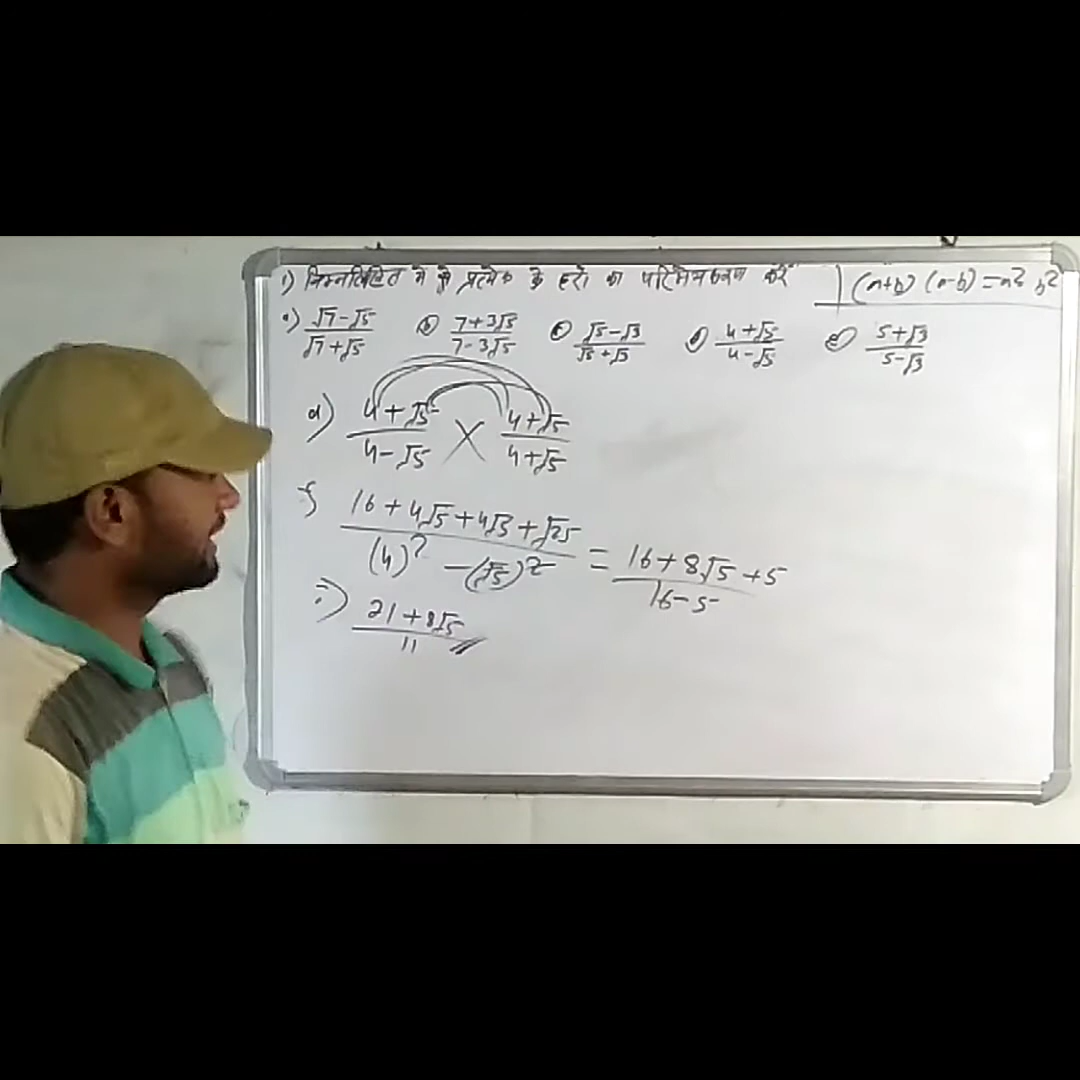 1) निम्नलिखित में से प्रत्येक के हरों का परिमेयकरण करें | (a+b) (a-b) = a² b²
a) √7-√5 / √7+√5 b) 7+3√5 / 7-3√5 c) √5-√3 / √5+√3 d) 4+√5 / 4-√5 e) 5+√3 / 5-√3
d) 4+√5 / 4-√5 × 4+√5 / 4+√5
16+4√5+4√5+√25 / (4)² -(√5)² = 16+8√5+5 / 16-5
21+8√5 / 11